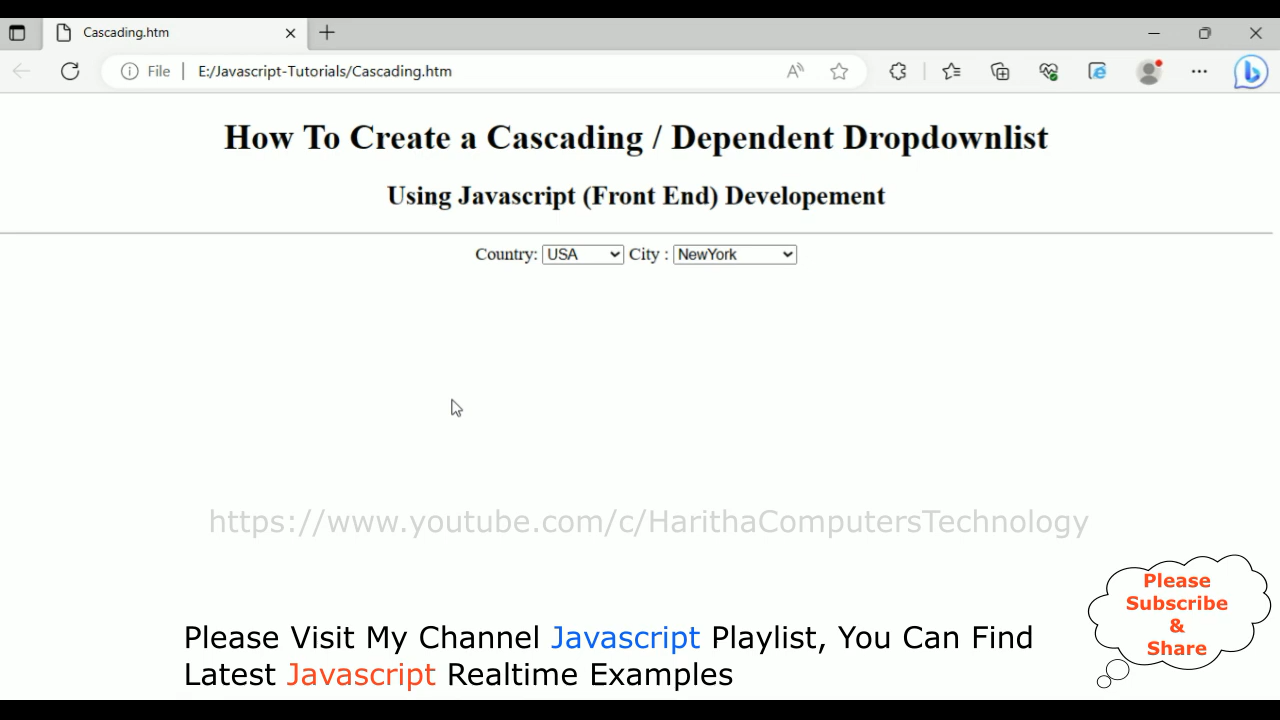 Cascading.htm
File
E:/Javascript-Tutorials/Cascading.htm
How To Create a Cascading / Dependent Dropdownlist
Using Javascript (Front End) Developement
Country: USA City : NewYork
https://www.youtube.com/c/HarithaComputersTechnology
Please
Subscribe
&
Share
Please Visit My Channel Javascript Playlist, You Can Find
Latest Javascript Realtime Examples